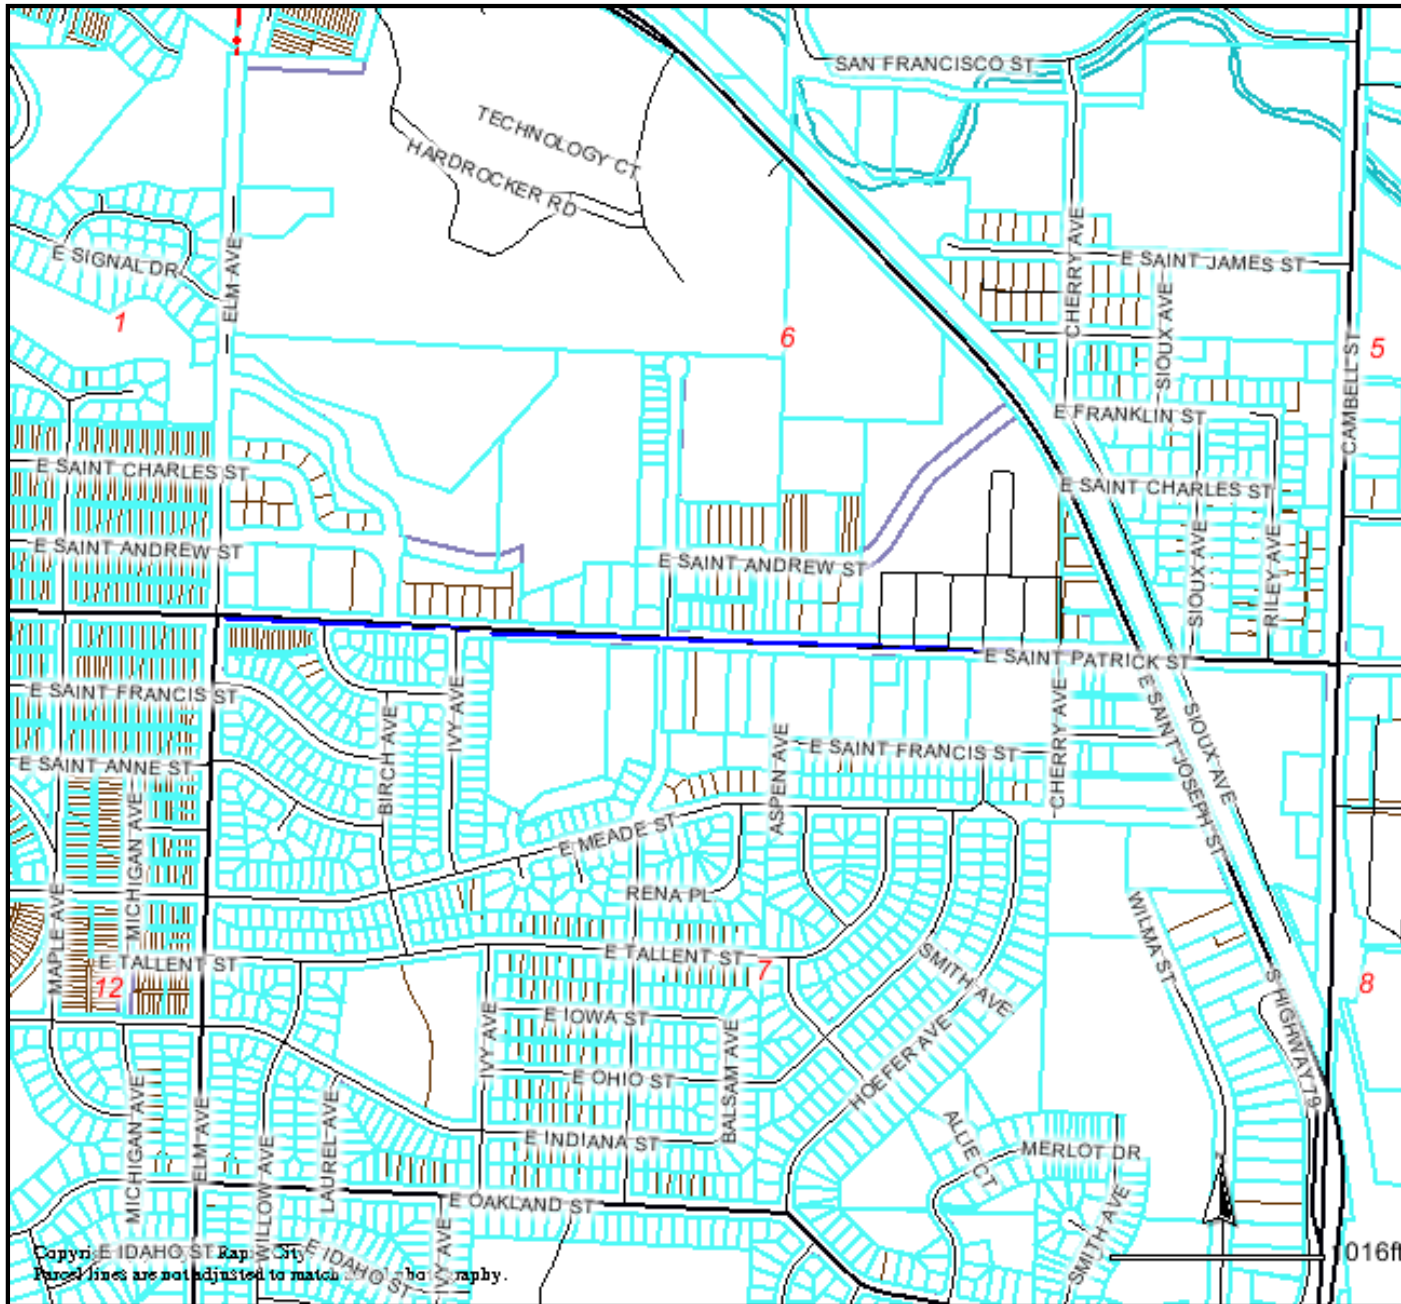 SAN FRANCISCO ST
TECHNOLOGY CT
HARDROCKER RD
E SIGNAL DR
ELM AVE
CHERRY AVE
E SAINT JAMES ST
SIOUX AVE
1
6
5
CAMBELL ST
E FRANKLIN ST
E SAINT CHARLES ST
E SAINT CHARLES ST
E SAINT ANDREW ST
E SAINT ANDREW ST
SIOUX AVE
RILEY AVE
E SAINT PATRICK ST
E SAINT FRANCIS ST
BIRCH AVE
IVY AVE
ASPEN AVE
E SAINT FRANCIS ST
CHERRY AVE
E SAINT JOSEPH ST
SIOUX AVE
E SAINT ANNE ST
MICHIGAN AVE
E MEADE ST
RENA PL
MAPLE AVE
E TALLENT ST
E TALLENT ST
12
7
8
SMITH AVE
WILMA ST
S HIGHWAY 79
IVY AVE
E IOWA ST
BALSAM AVE
E OHIO ST
HOEFER AVE
E INDIANA ST
ALLIE CT
MERLOT DR
MICHIGAN AVE
ELM AVE
WILLOW AVE
LAUREL AVE
E OAKLAND ST
IVY AVE
SMITH AVE
E IDAHO ST
E IDAHO ST
1016ft
Parcel lines are not adjusted to match